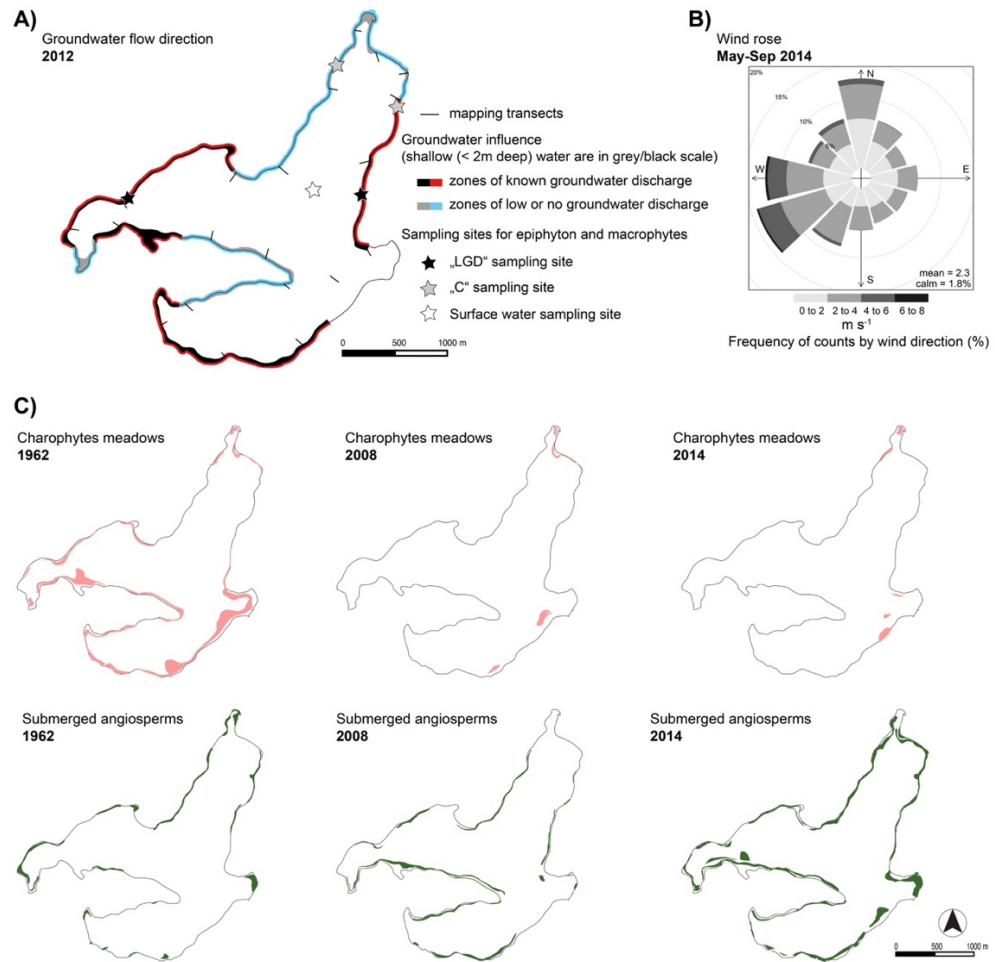 A)
Groundwater flow direction
2012
mapping transects
Groundwater influence
(shallow (< 2m deep) water are in grey/black scale)
zones of known groundwater discharge
zones of low or no groundwater discharge
Sampling sites for epiphyton and macrophytes
„LGD“ sampling site
„C“ sampling site
Surface water sampling site
0 500 1000 m
B)
Wind rose
May-Sep 2014
20%
15%
10%
5%
N
W
E
S
mean = 2.3
calm = 1.8%
0 to 2 2 to 4 4 to 6 6 to 8
m s⁻¹
Frequency of counts by wind direction (%)
C)
Charophytes meadows
1962
Charophytes meadows
2008
Charophytes meadows
2014
Submerged angiosperms
1962
Submerged angiosperms
2008
Submerged angiosperms
2014
0 500 1000 m